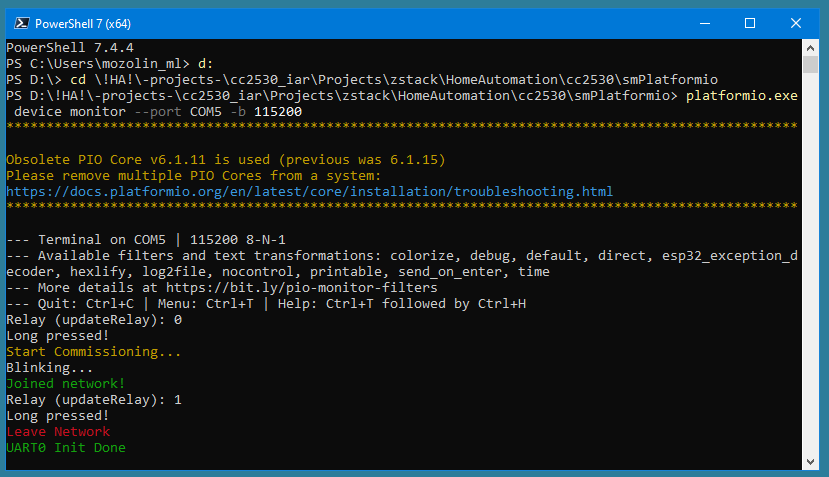 PowerShell 7 (x64)
PowerShell 7.4.4
PS C:\Users\mozolin_ml> d:
PS D:\> cd \!HA!\-projects-\cc2530_iar\Projects\zstack\HomeAutomation\cc2530\smPlatformio
PS D:\!HA!\-projects-\cc2530_iar\Projects\zstack\HomeAutomation\cc2530\smPlatformio> platformio.exe
 device monitor --port COM5 -b 115200
***************************************************************************************************
Obsolete PIO Core v6.1.11 is used (previous was 6.1.15)
Please remove multiple PIO Cores from a system:
https://docs.platformio.org/en/latest/core/installation/troubleshooting.html
***************************************************************************************************
--- Terminal on COM5 | 115200 8-N-1
--- Available filters and text transformations: colorize, debug, default, direct, esp32_exception_d
ecoder, hexlify, log2file, nocontrol, printable, send_on_enter, time
--- More details at https://bit.ly/pio-monitor-filters
--- Quit: Ctrl+C | Menu: Ctrl+T | Help: Ctrl+T followed by Ctrl+H
Relay (updateRelay): 0
Long pressed!
Start Commissioning...
Blinking...
Joined network!
Relay (updateRelay): 1
Long pressed!
Leave Network
UART0 Init Done